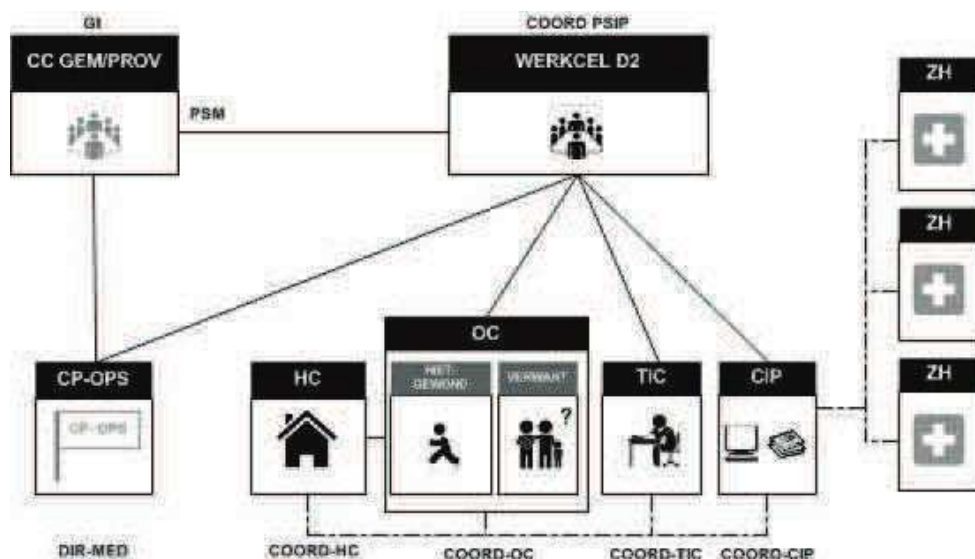 GI
COORD PSIP
CC GEM/PROV
WERKCEL D2
ZH
PSM
ZH
OC
ZH
CP-OPS
HC
NIET-
GEWOND
VERWANT
TIC
CIP
CP-OPS
?
DIR-MED
COORD-HC
COORD-OC
COORD-TIC
COORD-CIP